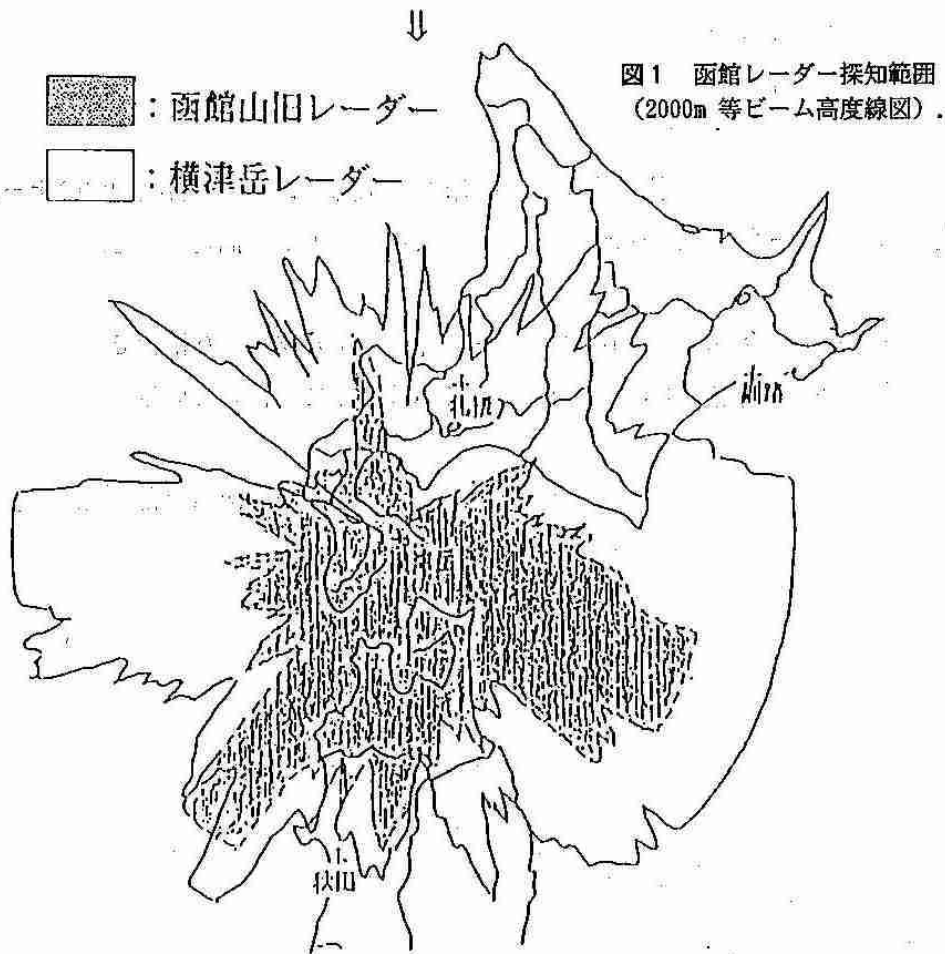 ⇓
図1 函館レーダー探知範囲
(2000m 等ビーム高度線図).
：函館山旧レーダー
：横津岳レーダー
札幌
釧路
秋田